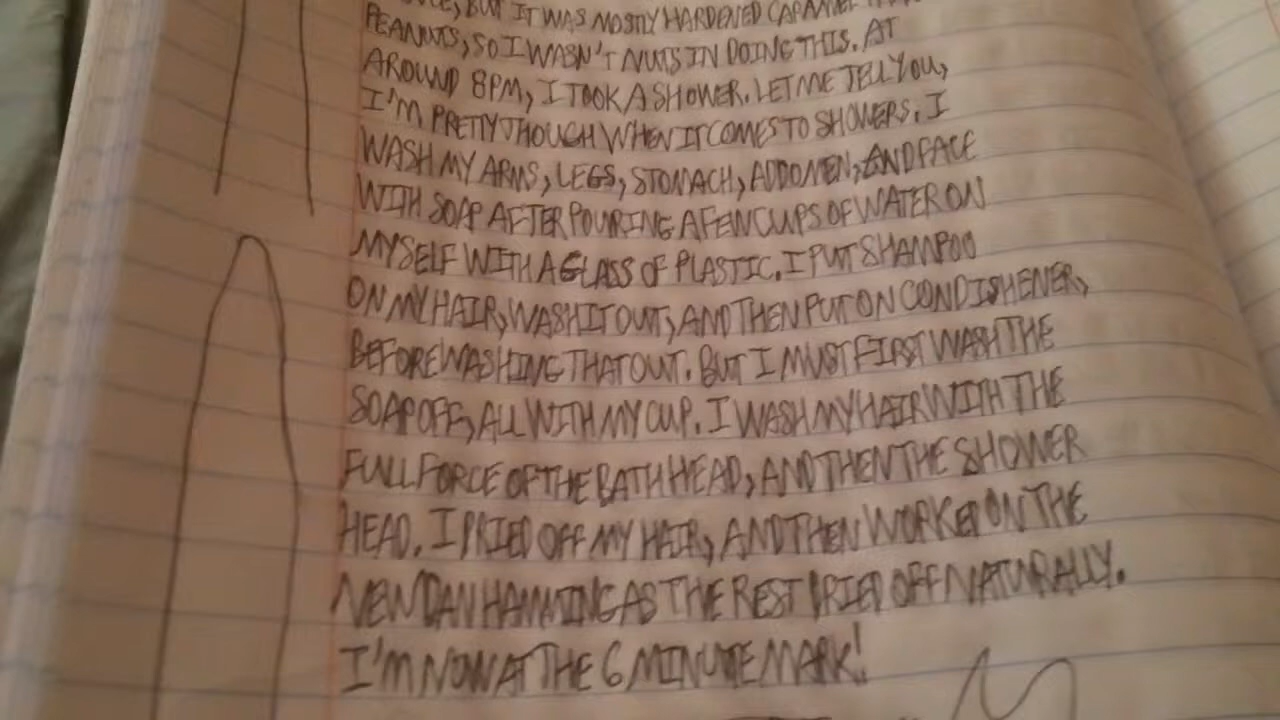 BUT IT WAS MOSTLY HARDENED CARAMEL
PEANUTS, SO I WASN'T NUTS IN DOING THIS. AT
AROUND 8PM, I TOOK A SHOWER. LET ME TELL YOU,
I'M PRETTY THOUGH WHEN IT COMES TO SHOWERS. I
WASH MY ARMS, LEGS, STOMACH, ADDOMEN, AND FACE
WITH SOAP AFTER POURING A FEW CUPS OF WATER ON
MYSELF WITH A GLASS OF PLASTIC. I PUT SHAMPOO
ON MY HAIR, WASH IT OUT, AND THEN PUT ON CONDISHENER,
BEFORE WASHING THAT OUT. BUT I MUST FIRST WASH THE
SOAP OFF, ALL WITH MY CUP. I WASH MY HAIR WITH THE
FULL FORCE OF THE BATH HEAD, AND THEN THE SHOWER
HEAD. I DRIED OFF MY HAIR, AND THEN WORKED ON THE
NEW DAN HAMMING AS THE REST DRIED OFF NATURALLY.
I'M NOW AT THE 6 MINUTE MARK!